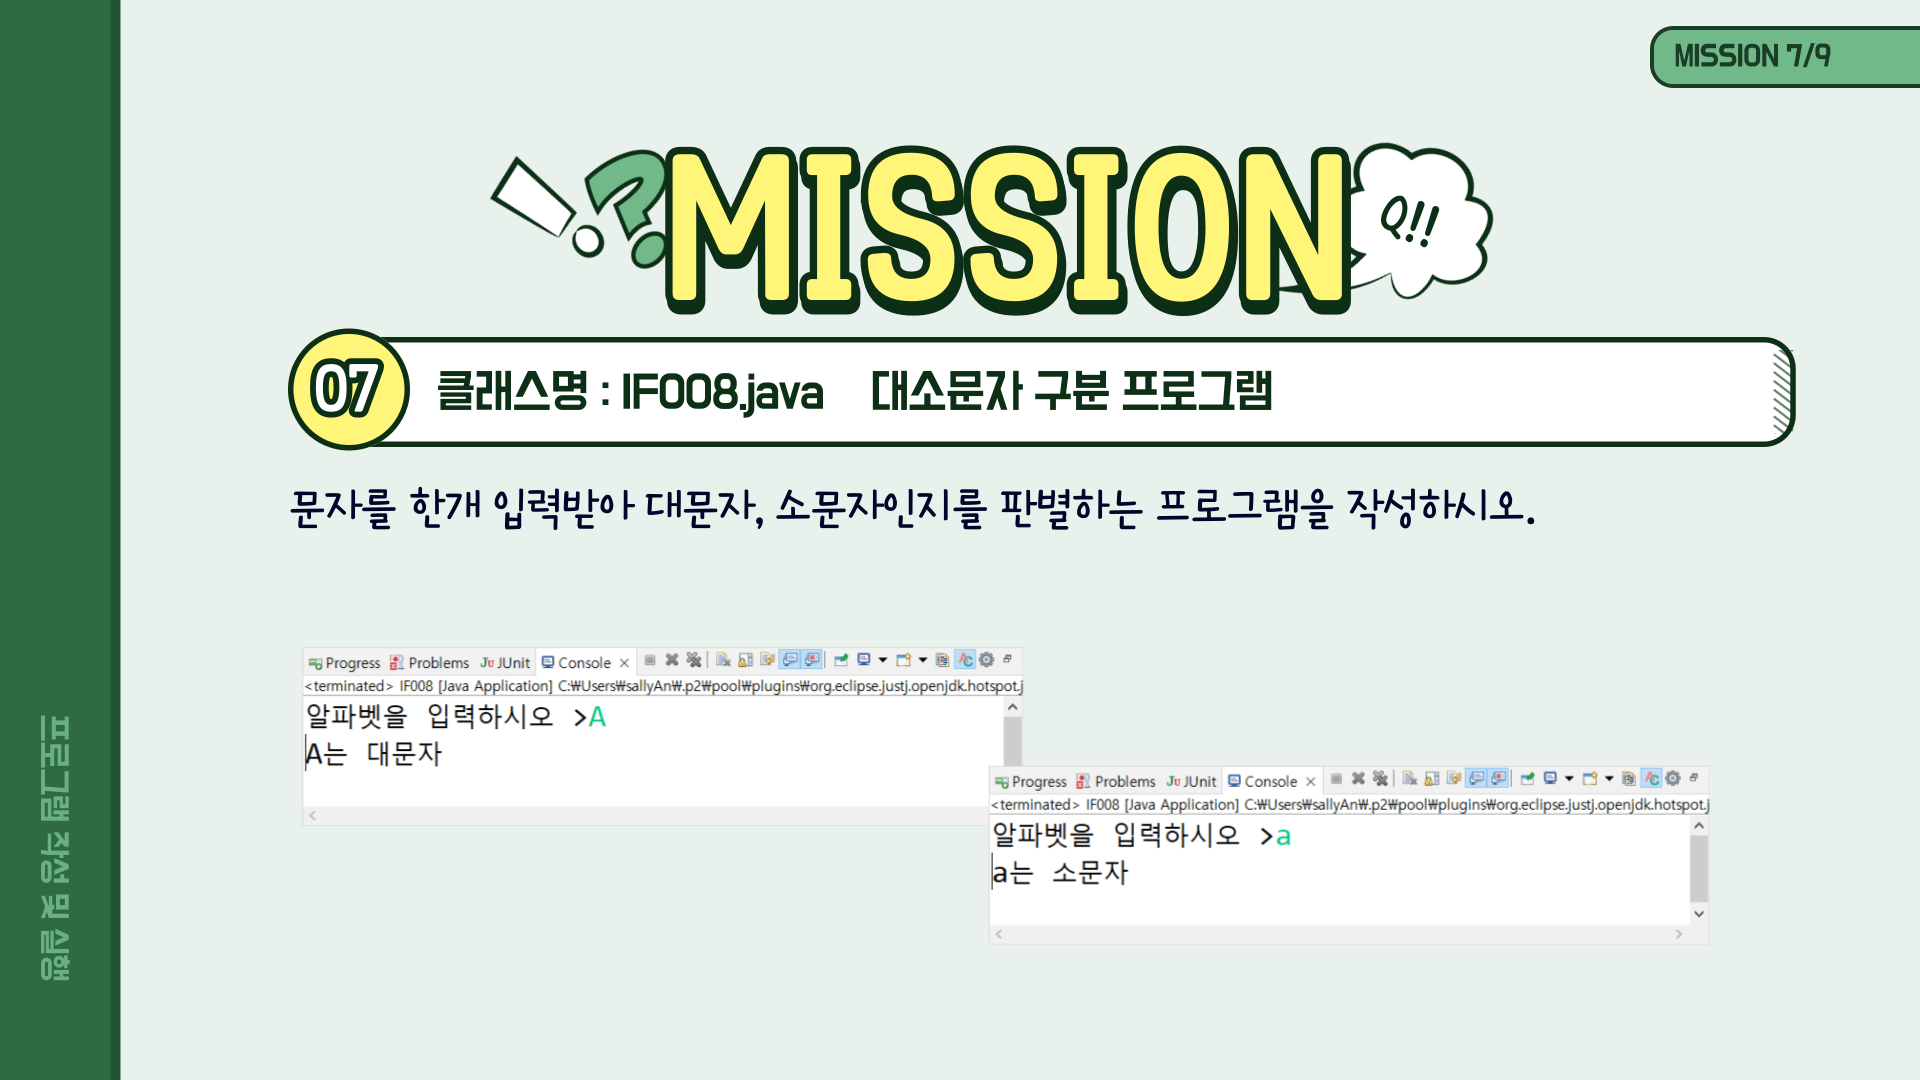 MISSION 7/9
MISSION
Q!!
07
클래스명 : IF008.java 대소문자 구분 프로그램
문자를 한개 입력받아 대문자, 소문자인지를 판별하는 프로그램을 작성하시오.
Progress Problems JUnit Console
<terminated> IF008 [Java Application] C:₩Users₩sallyAn₩.p2₩pool₩plugins₩org.eclipse.justj.openjdk.hotspot.j
알파벳을 입력하시오 >A
A는 대문자
Progress Problems JUnit Console
<terminated> IF008 [Java Application] C:₩Users₩sallyAn₩.p2₩pool₩plugins₩org.eclipse.justj.openjdk.hotspot.j
알파벳을 입력하시오 >a
a는 소문자
프로그램 작성 및 실행